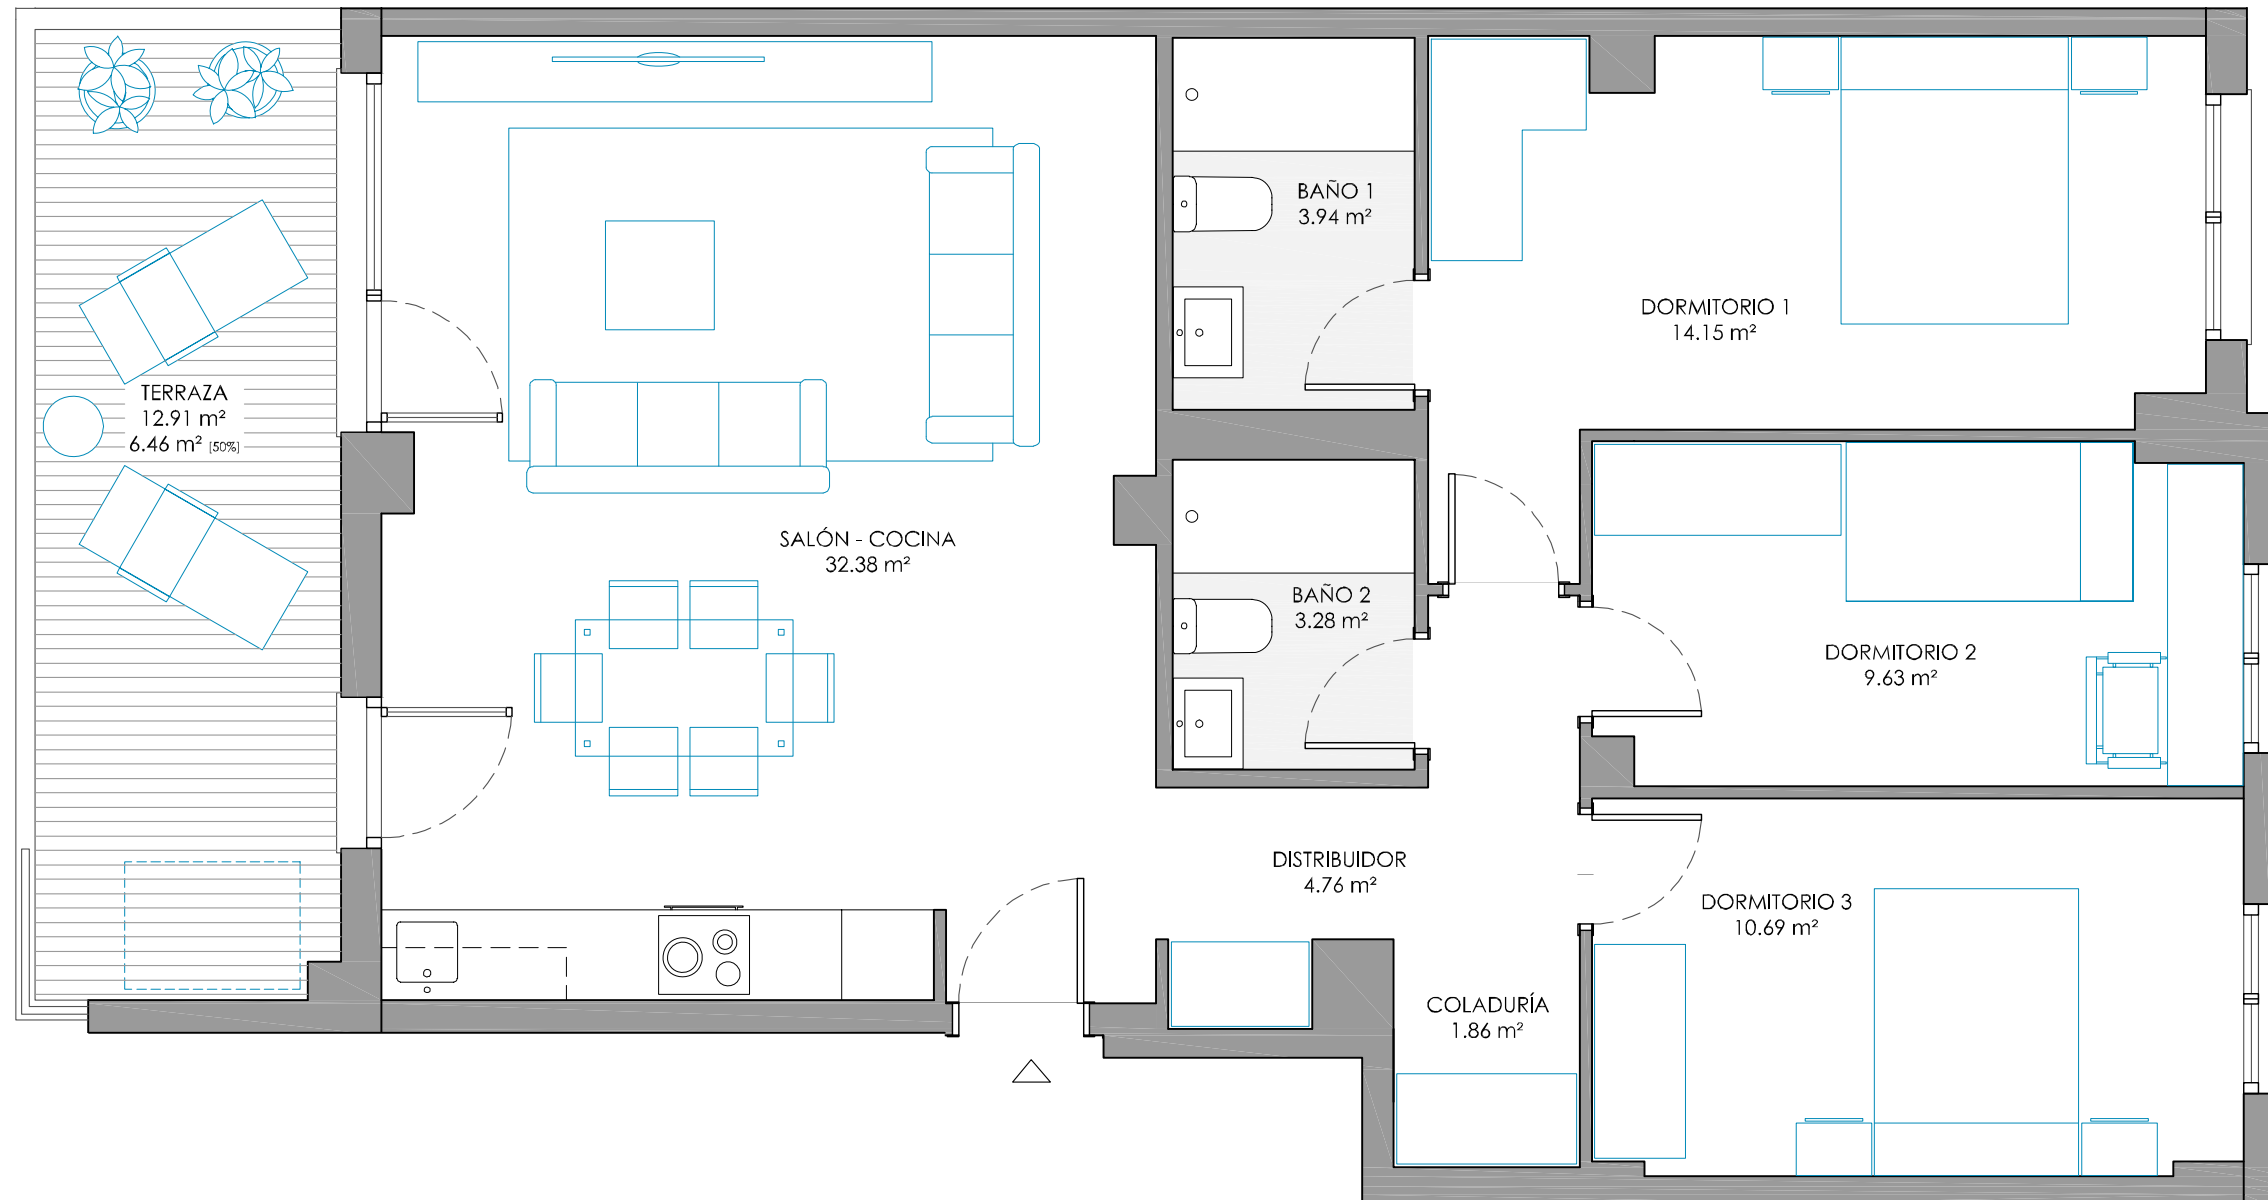 BAÑO 1
3.94 m²
DORMITORIO 1
14.15 m²
TERRAZA
12.91 m²
6.46 m² (50%)
SALÓN - COCINA
32.38 m²
BAÑO 2
3.28 m²
DORMITORIO 2
9.63 m²
DISTRIBUIDOR
4.76 m²
DORMITORIO 3
10.69 m²
COLADURÍA
1.86 m²